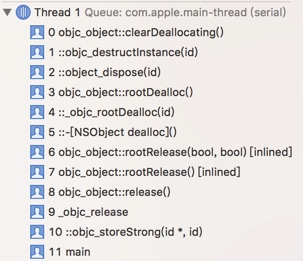 Thread 1 Queue: com.apple.main-thread (serial)
0 objc_object::clearDeallocating()
1 ::objc_destructInstance(id)
2 ::object_dispose(id)
3 objc_object::rootDealloc()
4 ::_objc_rootDealloc(id)
5 ::-[NSObject dealloc]()
6 objc_object::rootRelease(bool, bool) [inlined]
7 objc_object::rootRelease() [inlined]
8 objc_object::release()
9 _objc_release
10 ::objc_storeStrong(id *, id)
11 main